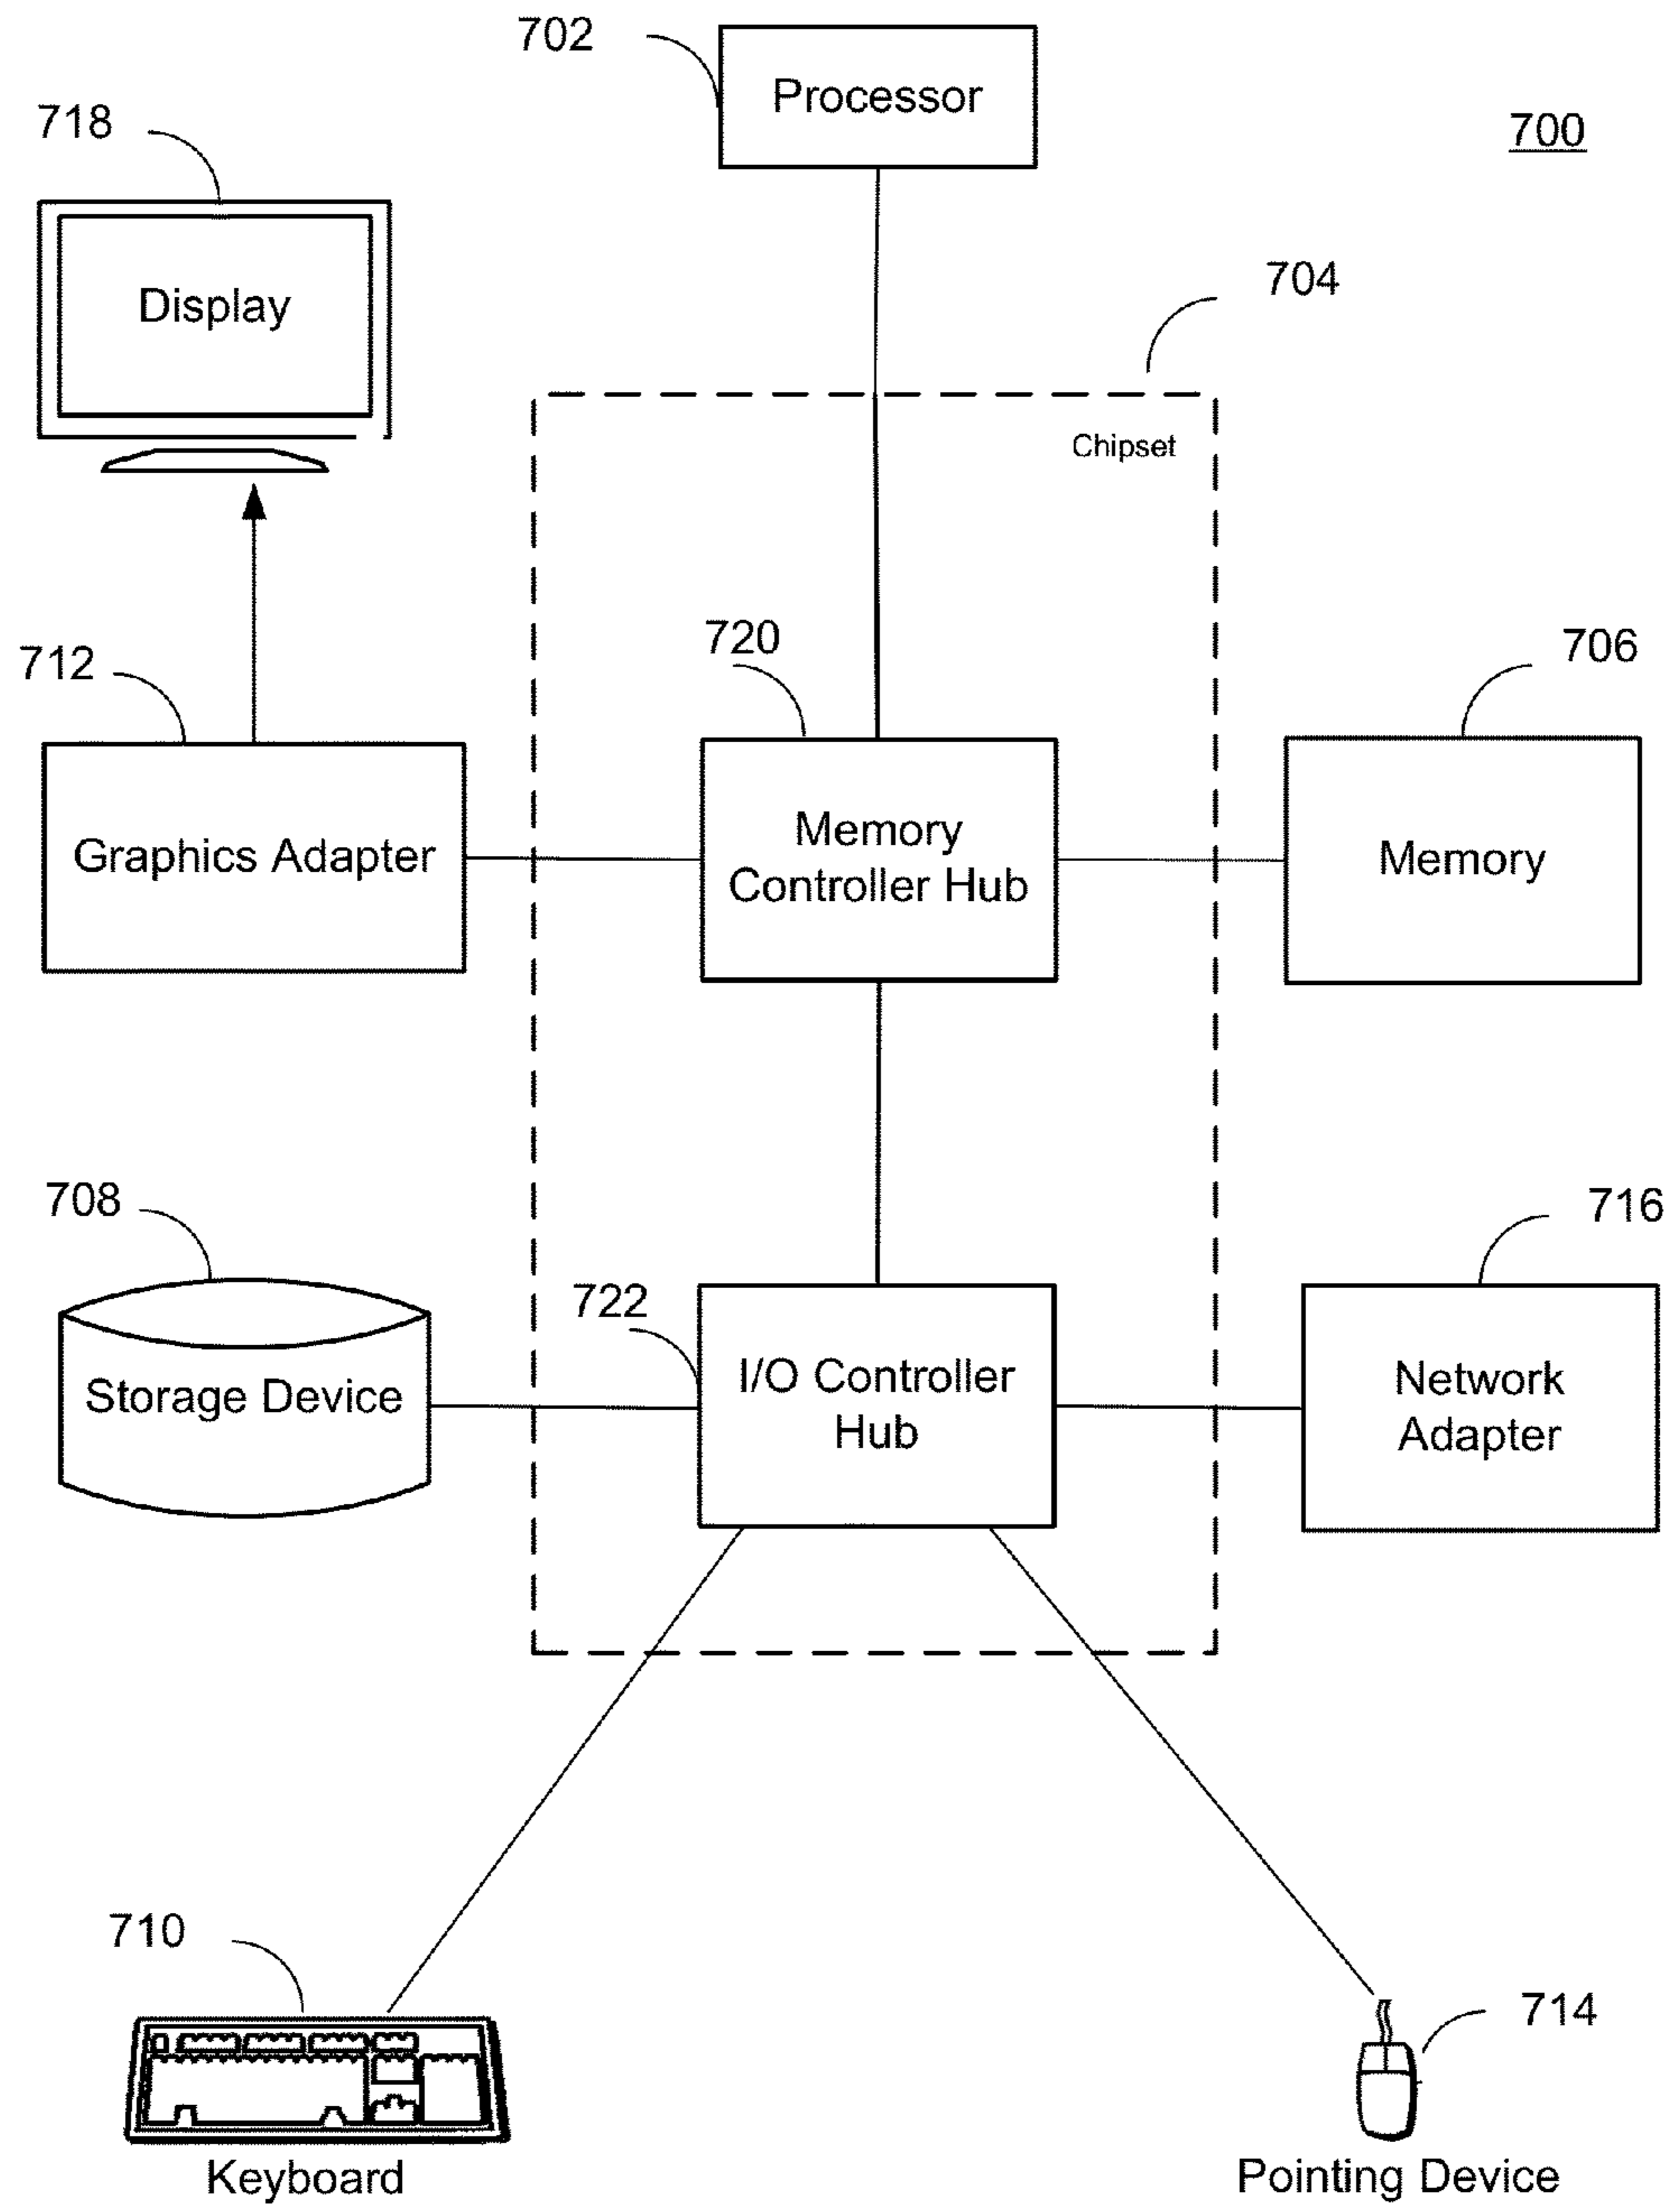 702
Processor
700
718
Display
704
Chipset
712
Graphics Adapter
720
Memory
Controller Hub
706
Memory
708
Storage Device
722
I/O Controller
Hub
716
Network
Adapter
710
Keyboard
714
Pointing Device